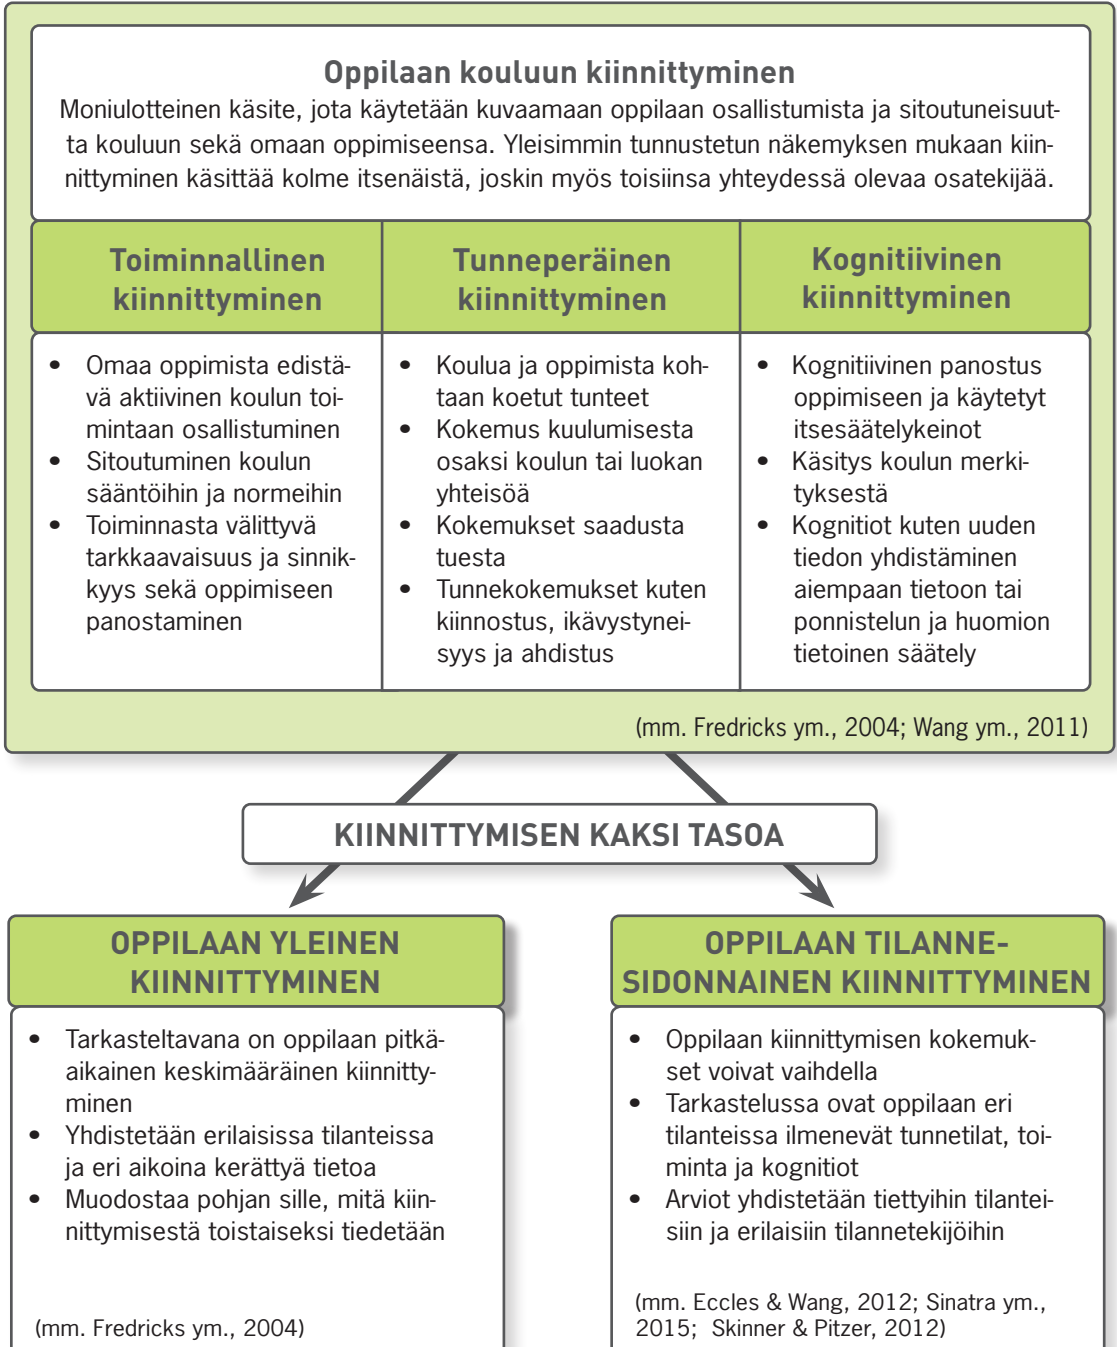 Oppilaan kouluun kiinnittyminen
Moniulotteinen käsite, jota käytetään kuvaamaan oppilaan osallistumista ja sitoutuneisuut-
ta kouluun sekä omaan oppimiseensa. Yleisimmin tunnustetun näkemyksen mukaan kiin-
nittyminen käsittää kolme itsenäistä, joskin myös toisiinsa yhteydessä olevaa osatekijää.
Toiminnallinen
kiinnittyminen
• Omaa oppimista edistä-
vä aktiivinen koulun toi-
mintaan osallistuminen
• Sitoutuminen koulun
sääntöihin ja normeihin
• Toiminnasta välittyvä
tarkkaavaisuus ja sinnik-
kyys sekä oppimiseen
panostaminen
Tunneperäinen
kiinnittyminen
• Koulua ja oppimista koh-
taan koetut tunteet
• Kokemus kuulumisesta
osaksi koulun tai luokan
yhteisöä
• Kokemukset saadusta
tuesta
• Tunnekokemukset kuten
kiinnostus, ikävystynei-
syys ja ahdistus
Kognitiivinen
kiinnittyminen
• Kognitiivinen panostus
oppimiseen ja käytetyt
itsesäätelykeinot
• Käsitys koulun merki-
tyksestä
• Kognitiot kuten uuden
tiedon yhdistäminen
aiempaan tietoon tai
ponnistelun ja huomion
tietoinen säätely
(mm. Fredricks ym., 2004; Wang ym., 2011)
KIINNITTYMISEN KAKSI TASOA
OPPILAAN YLEINEN
KIINNITTYMINEN
• Tarkasteltavana on oppilaan pitkä-
aikainen keskimääräinen kiinnitty-
minen
• Yhdistetään erilaisissa tilanteissa
ja eri aikoina kerättyä tietoa
• Muodostaa pohjan sille, mitä kiin-
nittymisestä toistaiseksi tiedetään
(mm. Fredricks ym., 2004)
OPPILAAN TILANNE-
SIDONNAINEN KIINNITTYMINEN
• Oppilaan kiinnittymisen kokemuk-
set voivat vaihdella
• Tarkastelussa ovat oppilaan eri
tilanteissa ilmenevät tunnetilat, toi-
minta ja kognitiot
• Arviot yhdistetään tiettyihin tilantei-
siin ja erilaisiin tilannetekijöihin
(mm. Eccles & Wang, 2012; Sinatra ym.,
2015; Skinner & Pitzer, 2012)